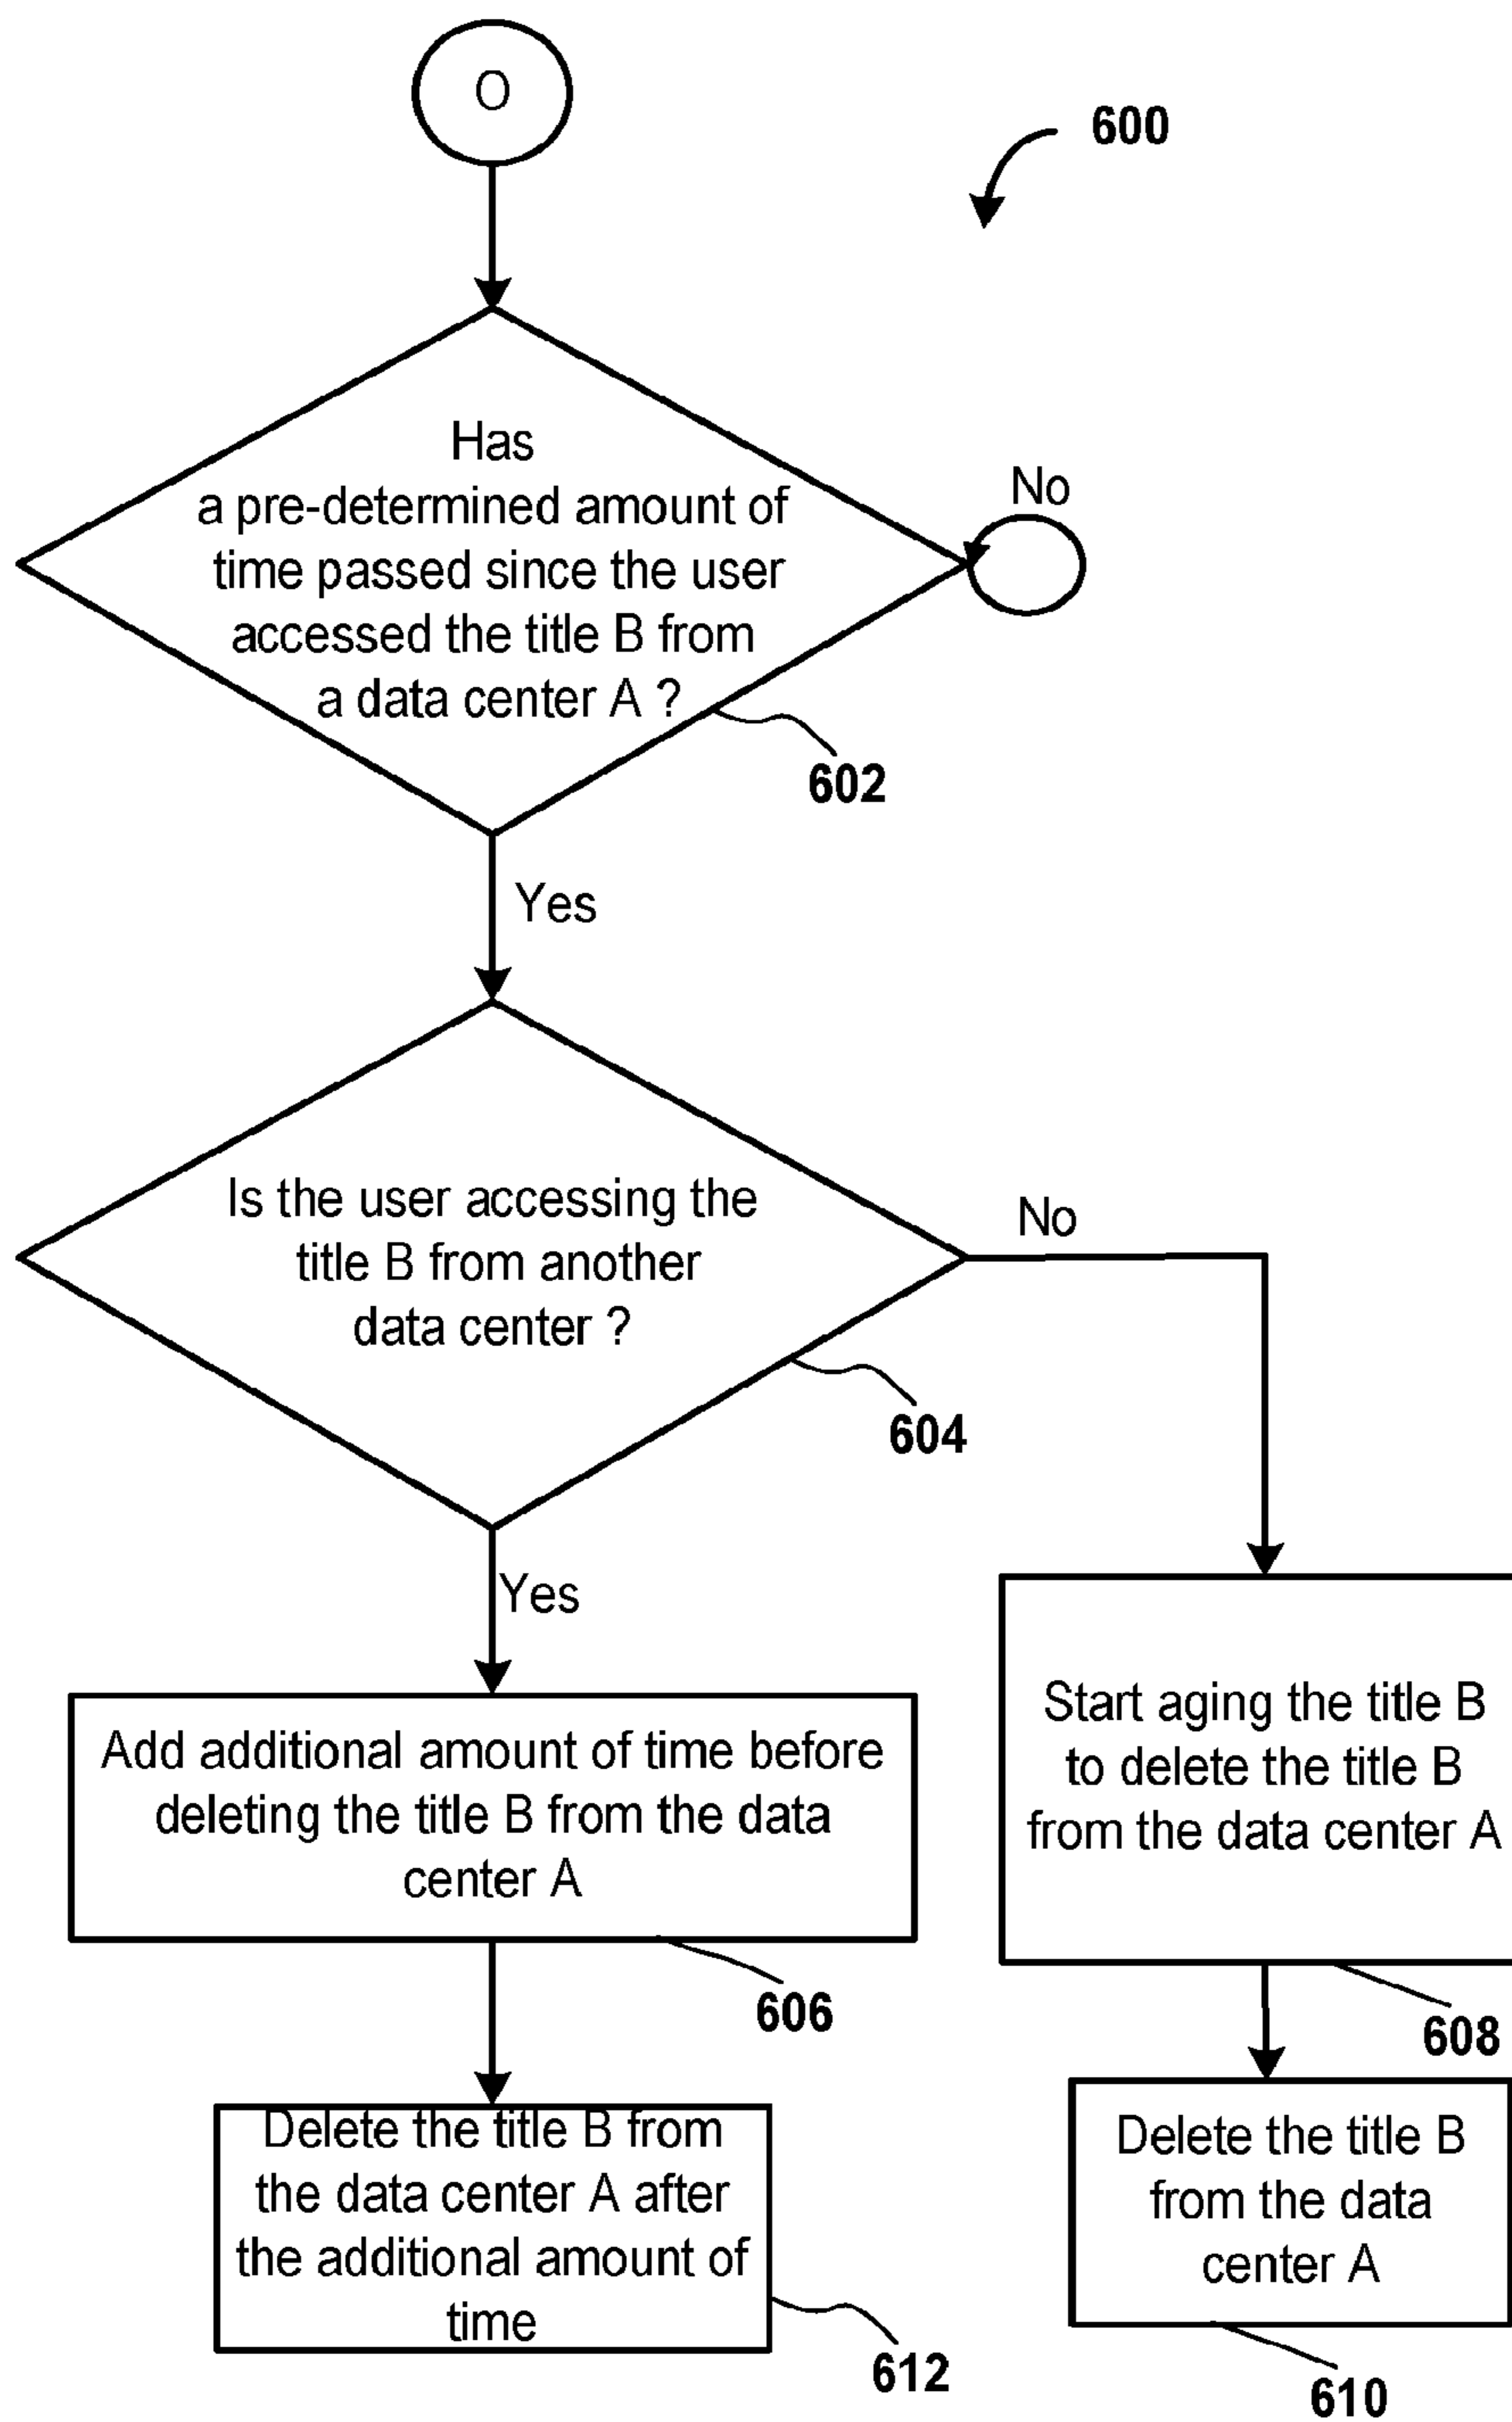 O
600
Has
a pre-determined amount of
time passed since the user
accessed the title B from
a data center A ?
No
602
Yes
Is the user accessing the
title B from another
data center ?
No
604
Yes
Add additional amount of time before
deleting the title B from the data
center A
606
Start aging the title B
to delete the title B
from the data center A
608
Delete the title B from
the data center A after
the additional amount of
time
612
Delete the title B
from the data
center A
610